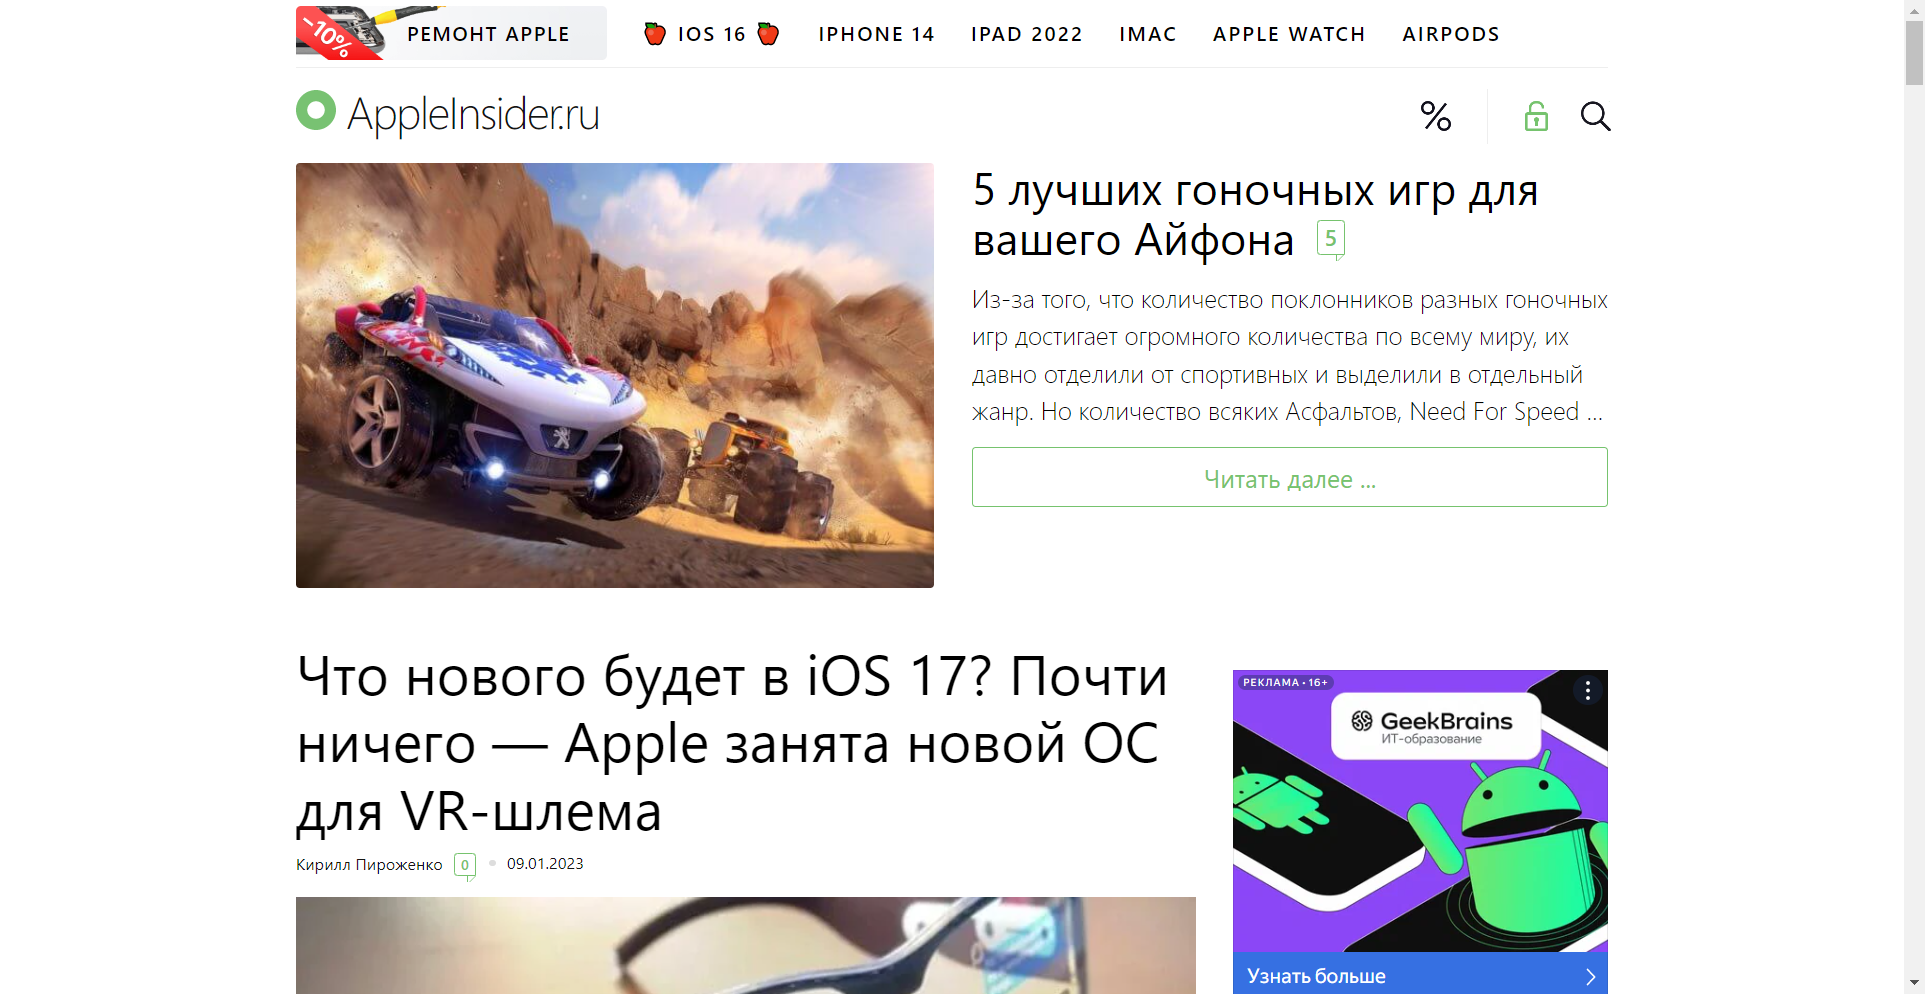 −10%
РЕМОНТ APPLE
IOS 16
IPHONE 14
IPAD 2022
IMAC
APPLE WATCH
AIRPODS
AppleInsider.ru
5 лучших гоночных игр для
вашего Айфона 5
Из-за того, что количество поклонников разных гоночных
игр достигает огромного количества по всему миру, их
давно отделили от спортивных и выделили в отдельный
жанр. Но количество всяких Асфальтов, Need For Speed ...
Читать далее ...
Что нового будет в iOS 17? Почти
ничего — Apple занята новой ОС
для VR-шлема
Кирилл Пироженко 0 09.01.2023
РЕКЛАМА • 16+
GeekBrains
ИТ-образование
Узнать больше